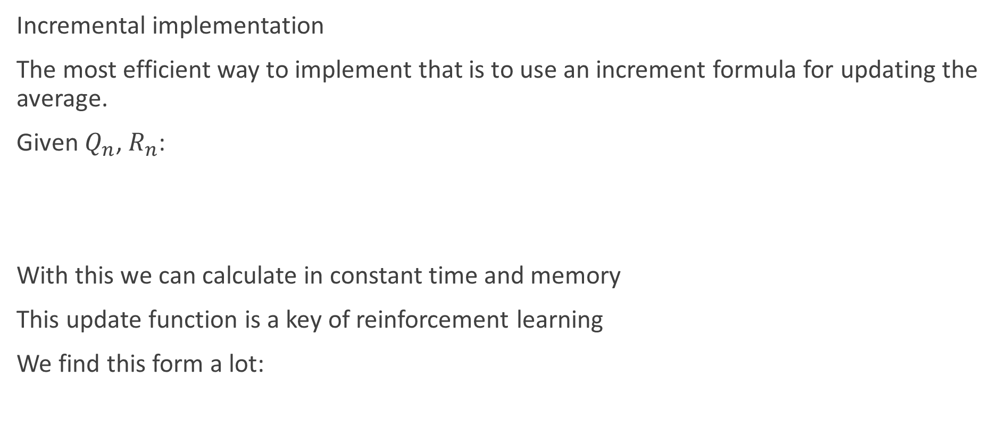 Incremental implementation
The most efficient way to implement that is to use an increment formula for updating the
average.
Given Qₙ, Rₙ:
With this we can calculate in constant time and memory
This update function is a key of reinforcement learning
We find this form a lot: